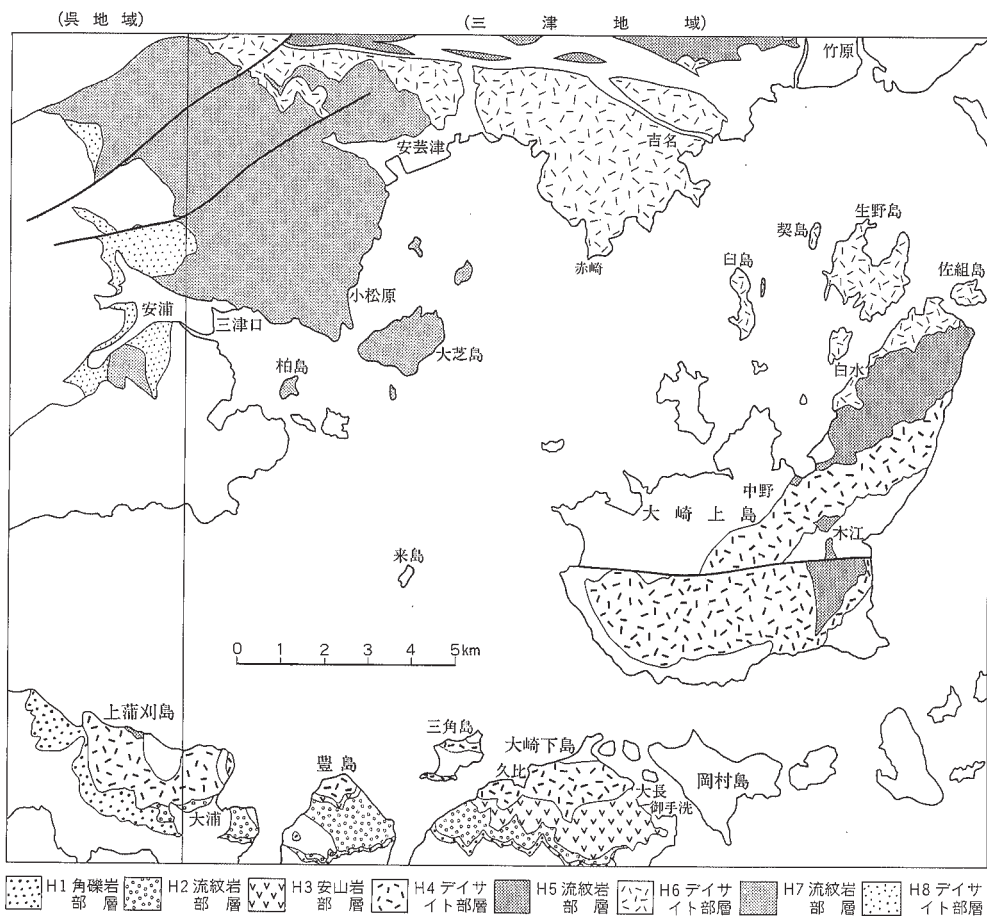 (呉地域)
(三津地域)
竹原
安芸津
吉名
赤崎
契島
生野島
臼島
佐組島
小松原
安浦
三津口
大芝島
柏島
白水
中野
大崎上島
木江
来島
0 1 2 3 4 5km
上蒲刈島
三角島
大崎下島
豊島
久比
岡村島
大長
御手洗
大浦
H1 角礫岩部層
H2 流紋岩部層
H3 安山岩部層
H4 デイサイト部層
H5 流紋岩部層
H6 デイサイト部層
H7 流紋岩部層
H8 デイサイト部層